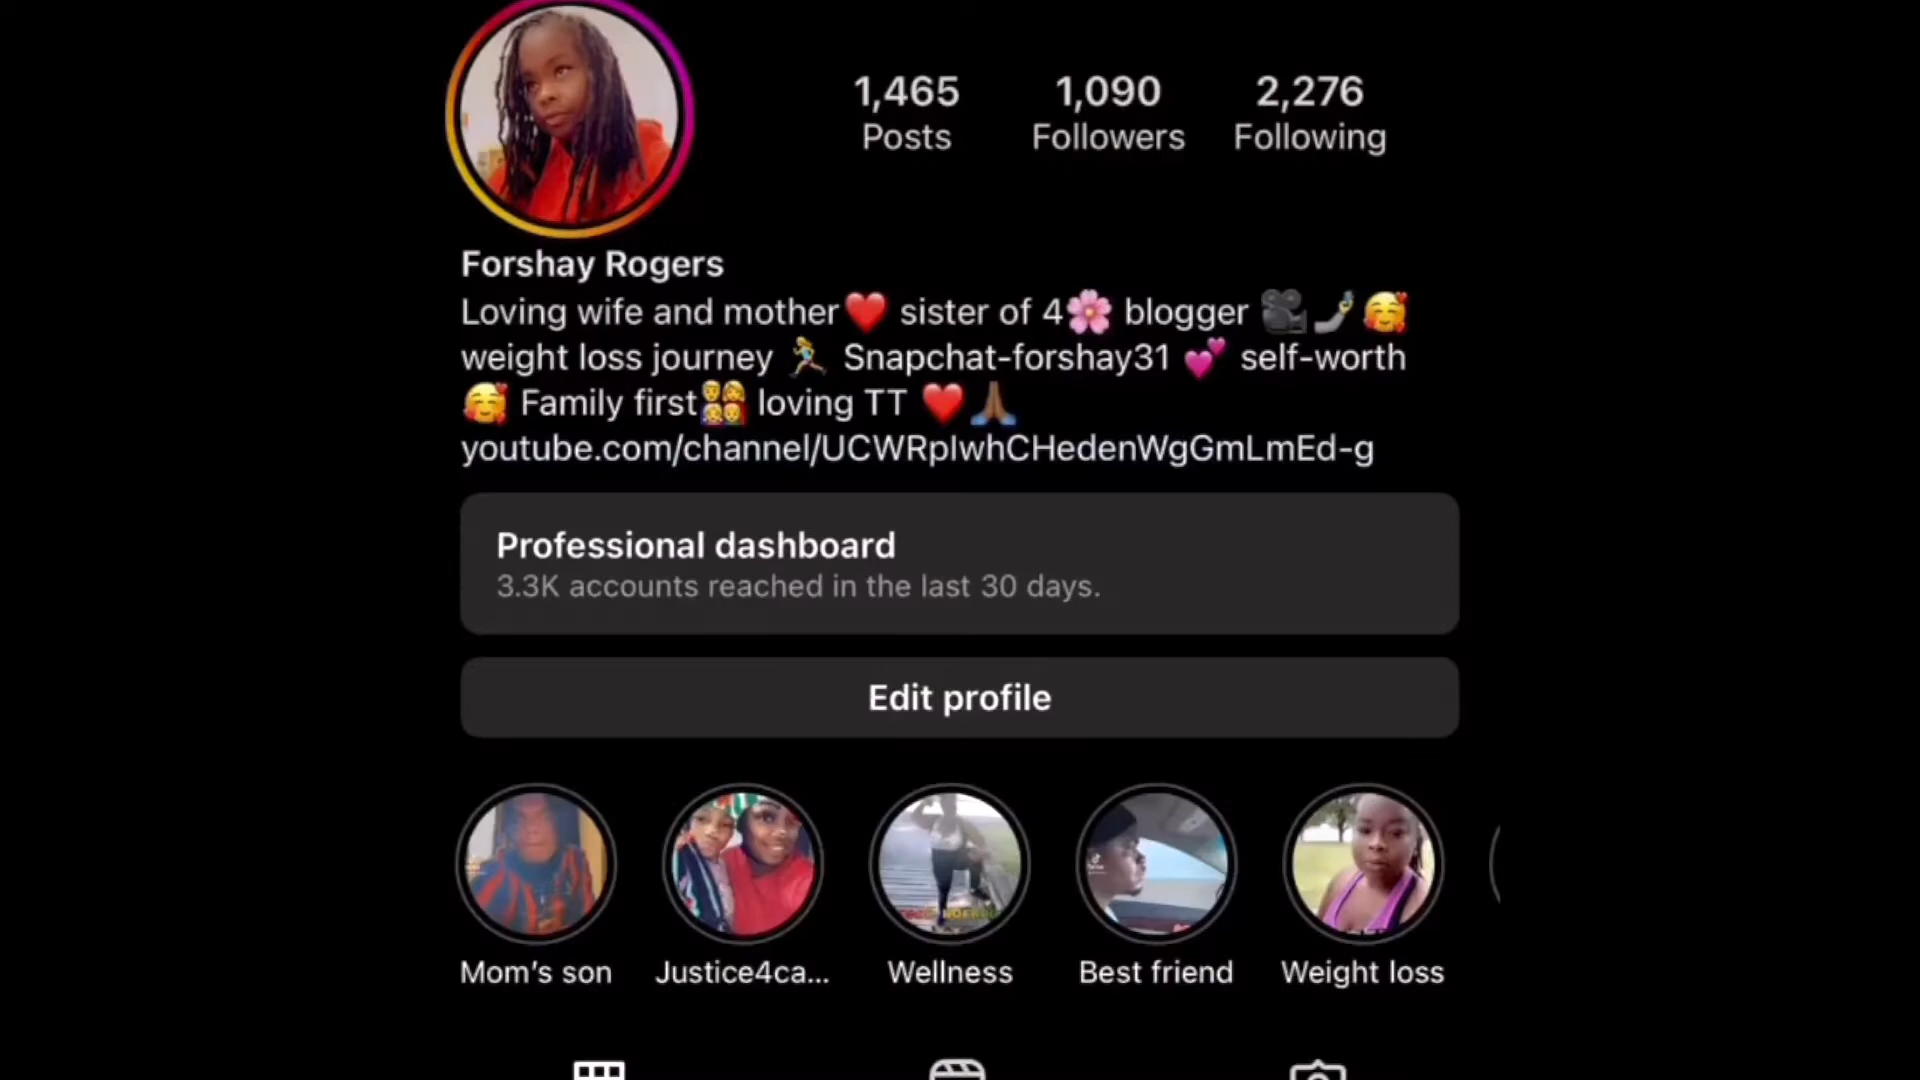 1,465 1,090 2,276
Posts Followers Following
Forshay Rogers
Loving wife and mother❤️ sister of 4🌸 blogger 🎥🤳🥰
weight loss journey 🏃‍♀️ Snapchat-forshay31 💕 self-worth
🥰 Family first👨‍👩‍👧‍👦 loving TT ❤️🙏🏾
youtube.com/channel/UCWRpIwhCHedenWgGmLmEd-g
Professional dashboard
3.3K accounts reached in the last 30 days.
Edit profile
Mom's son Justice4ca... Wellness Best friend Weight loss